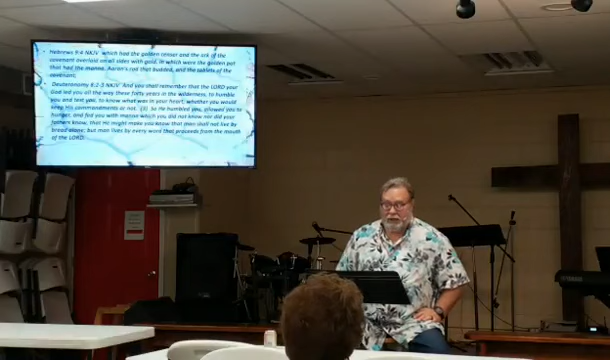 Hebrews 9:4 NKJV which had the golden censer and the ark of the
covenant overlaid on all sides with gold, in which were the golden pot
that had the manna, Aaron's rod that budded, and the tablets of the
covenant;
Deuteronomy 8:2-3 NKJV And you shall remember that the LORD your
God led you all the way these forty years in the wilderness, to humble
you and test you, to know what was in your heart, whether you would
keep His commandments or not. (3) So He humbled you, allowed you to
hunger, and fed you with manna which you did not know nor did your
fathers know, that He might make you know that man shall not live by
bread alone; but man lives by every word that proceeds from the mouth
of the LORD.